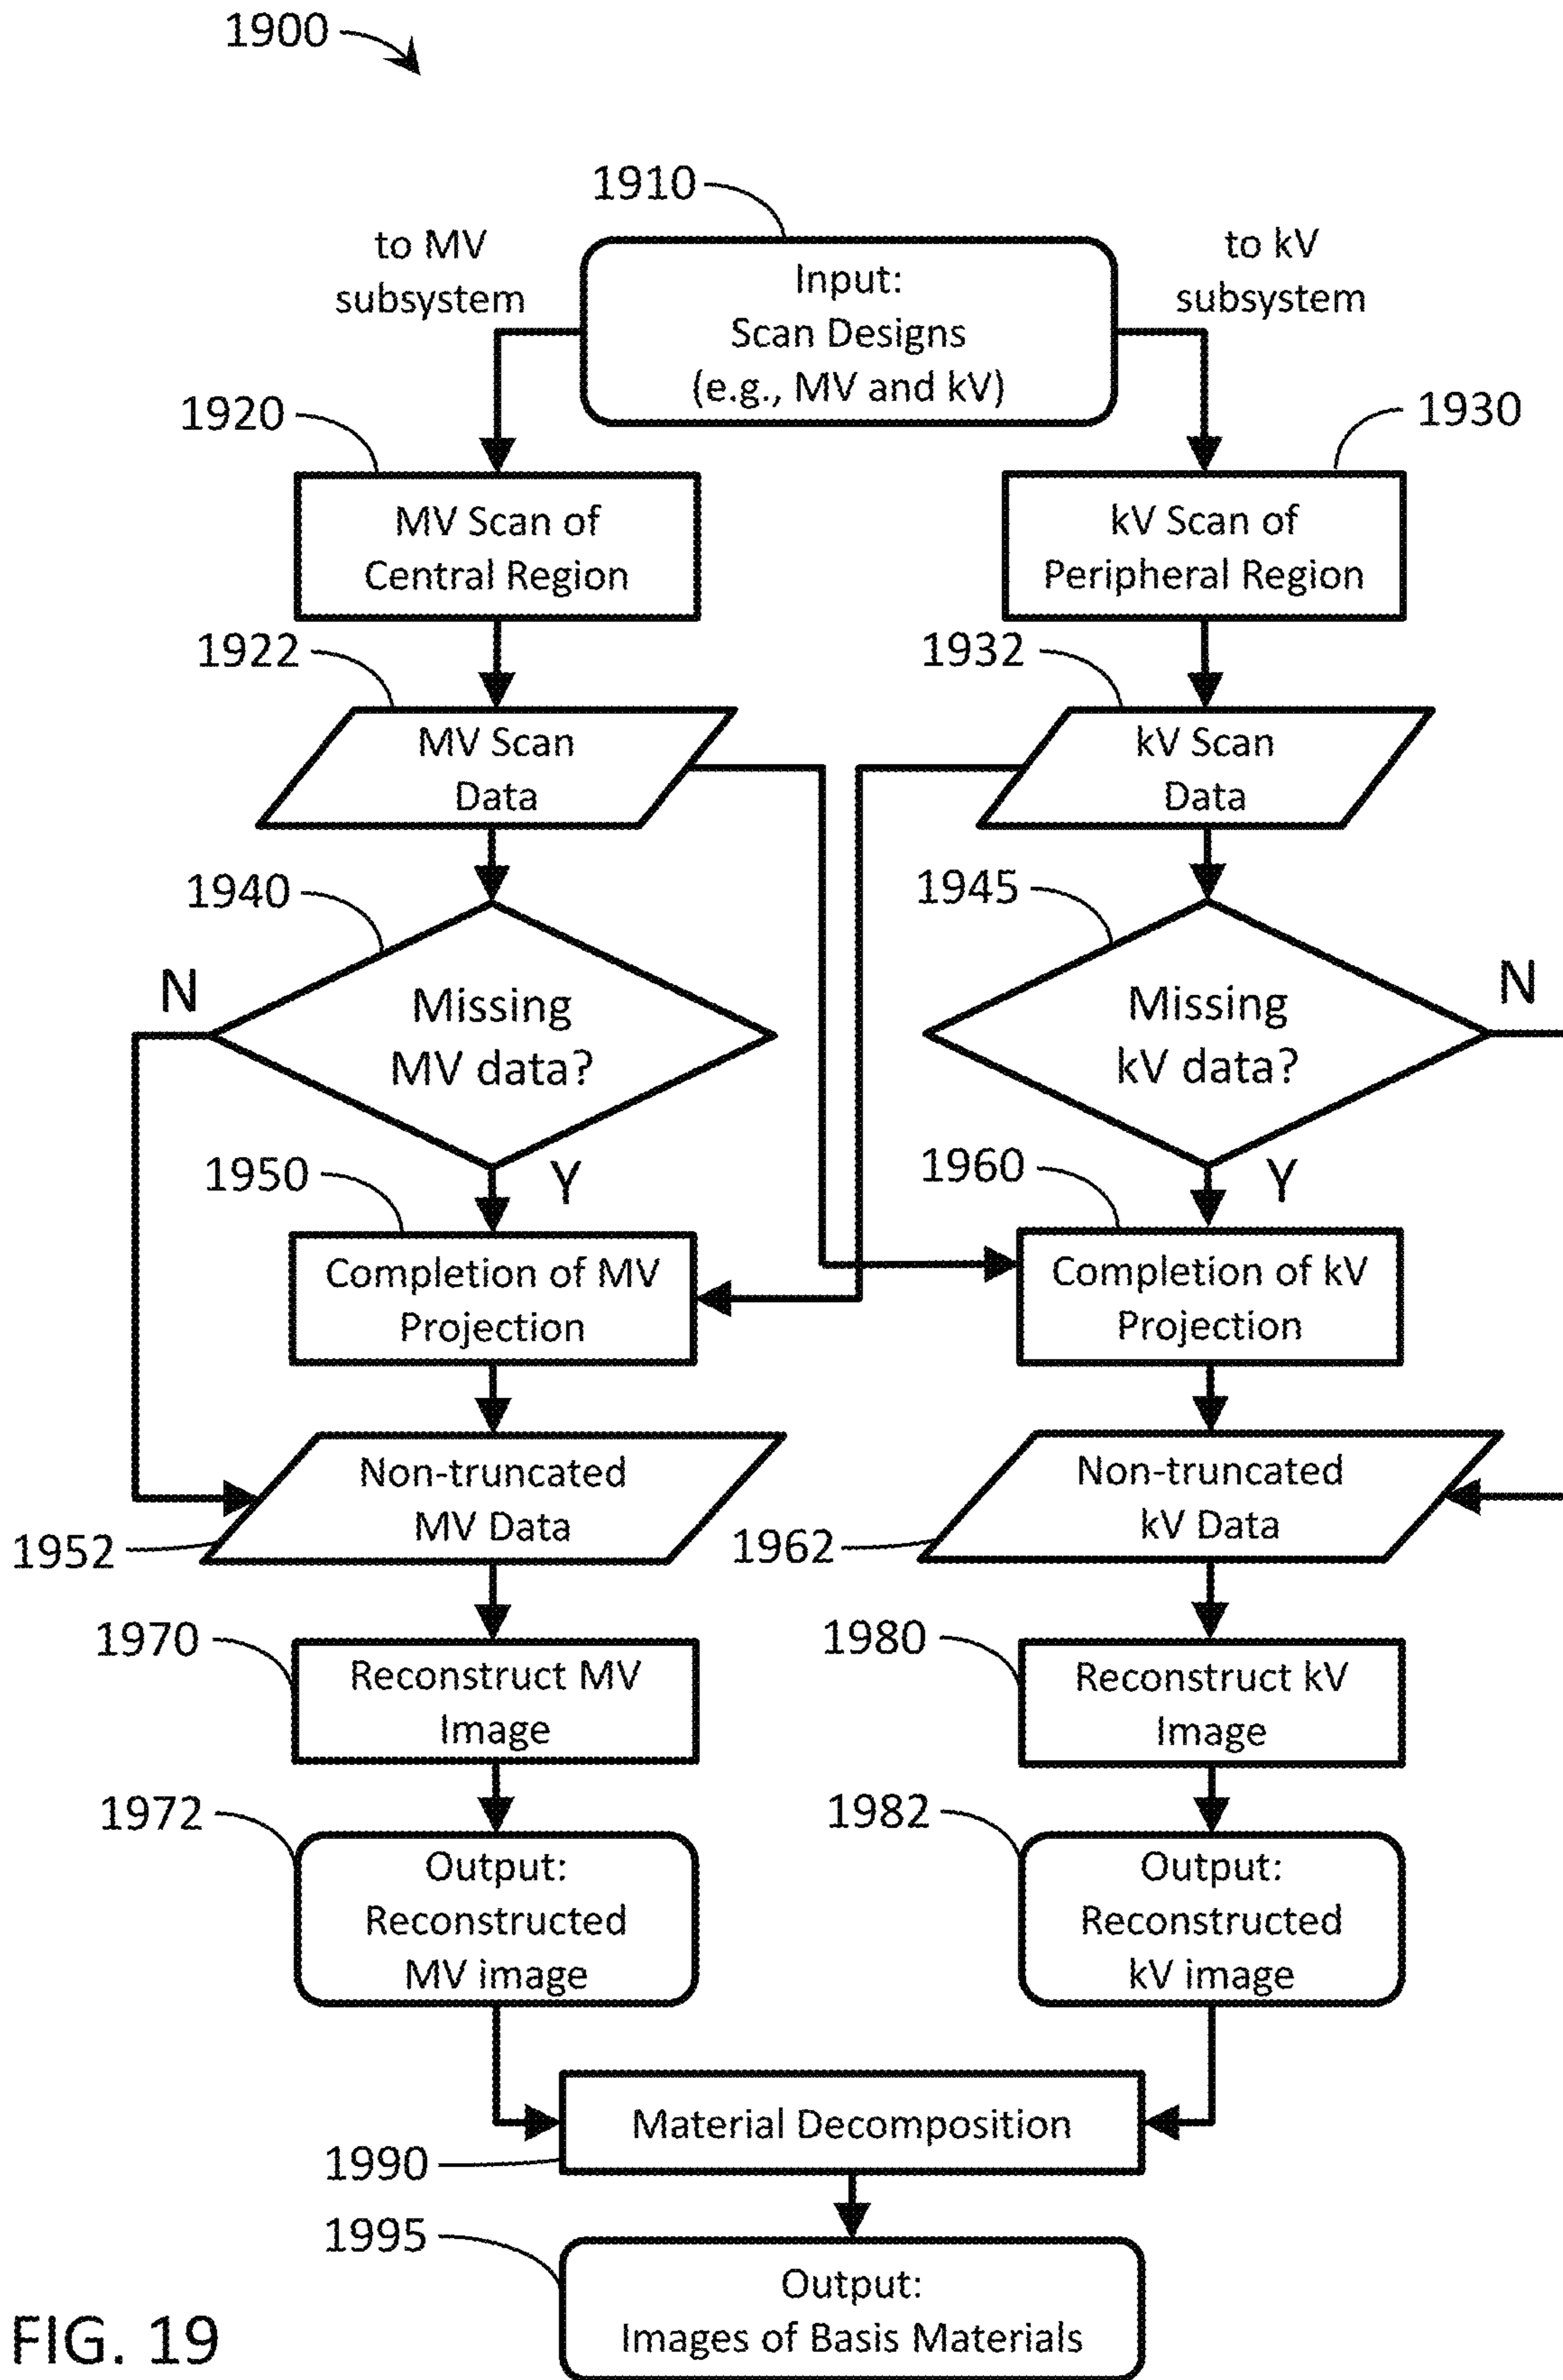 1900
1910
to MV
subsystem
Input:
Scan Designs
(e.g., MV and kV)
to kV
subsystem
1920
1930
MV Scan of
Central Region
kV Scan of
Peripheral Region
1922
1932
MV Scan
Data
kV Scan
Data
1940
1945
N
Missing
MV data?
Missing
kV data?
N
1950
Y
1960
Y
Completion of MV
Projection
Completion of kV
Projection
Non-truncated
MV Data
Non-truncated
kV Data
1952
1962
1970
1980
Reconstruct MV
Image
Reconstruct kV
Image
1972
1982
Output:
Reconstructed
MV image
Output:
Reconstructed
kV image
Material Decomposition
1990
1995
Output:
Images of Basis Materials
FIG. 19